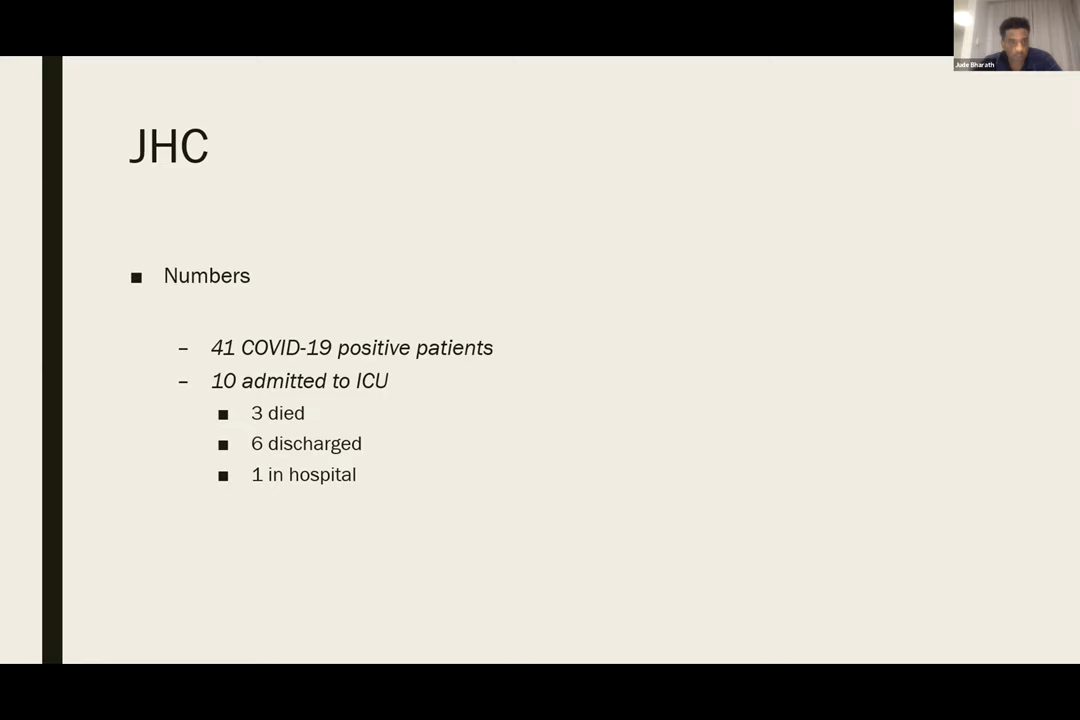 Jude Bharath
JHC
■ Numbers
– 41 COVID-19 positive patients
– 10 admitted to ICU
■ 3 died
■ 6 discharged
■ 1 in hospital